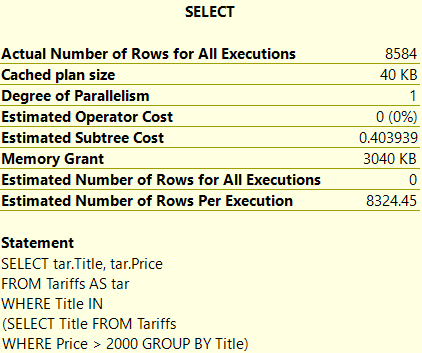 SELECT
Actual Number of Rows for All Executions 8584
Cached plan size 40 KB
Degree of Parallelism 1
Estimated Operator Cost 0 (0%)
Estimated Subtree Cost 0.403939
Memory Grant 3040 KB
Estimated Number of Rows for All Executions 0
Estimated Number of Rows Per Execution 8324.45
Statement
SELECT tar.Title, tar.Price
FROM Tariffs AS tar
WHERE Title IN
(SELECT Title FROM Tariffs
WHERE Price > 2000 GROUP BY Title)